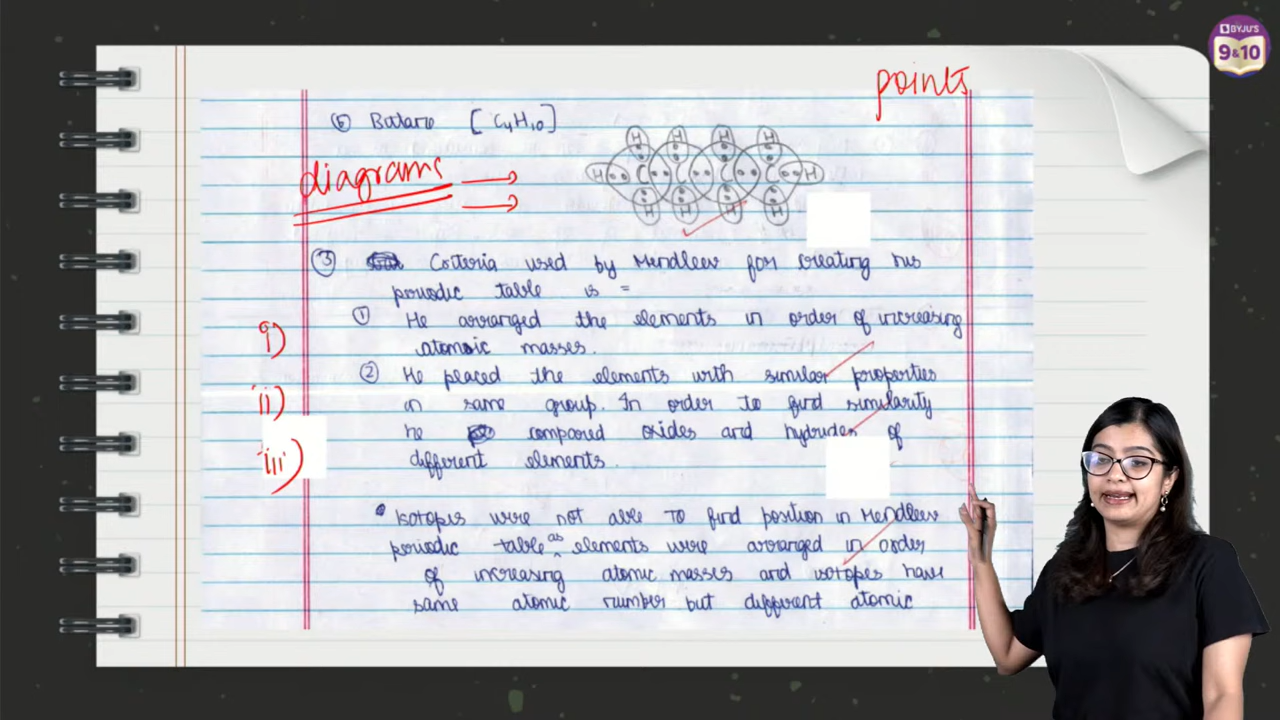 BYJU'S
9&10
points
⑤ Butane [C4H10]
diagrams
H H H H
H C C C C H
H H H H
③ Criteria used by Mendleev for creating his
periodic table is =
① He arranged the elements in order of increasing
i)
atomic masses.
② He placed the elements with similar properties
ii)
in same group. In order to find similarity
he compared oxides and hydrides of
iii)
different elements.
• Isotopes were not able to find position in Mendleev
periodic table as elements were arranged in order
of increasing atomic masses and isotopes have
same atomic number but different atomic